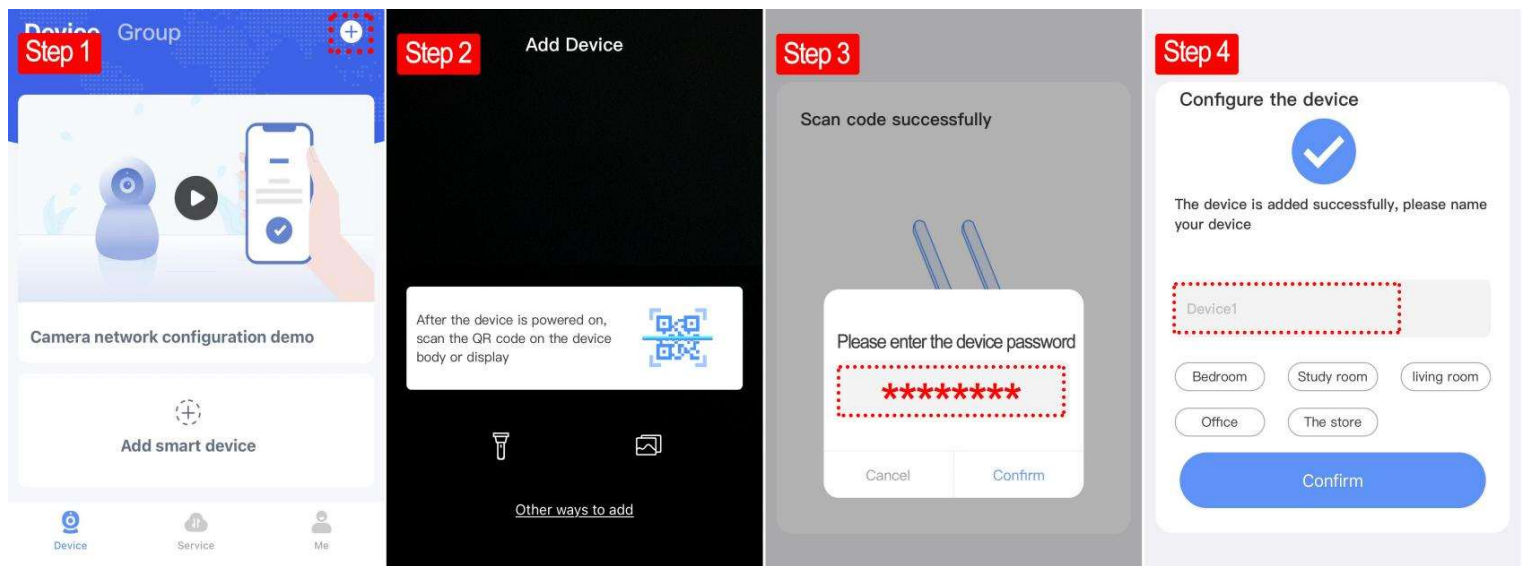 Device Group
Step 1
Camera network configuration demo
Add smart device
Device Service Me
Step 2
Add Device
After the device is powered on,
scan the QR code on the device
body or display
Other ways to add
Step 3
Scan code successfully
Please enter the device password
********
Cancel Confirm
Step 4
Configure the device
The device is added successfully, please name
your device
Device1
Bedroom Study room living room
Office The store
Confirm